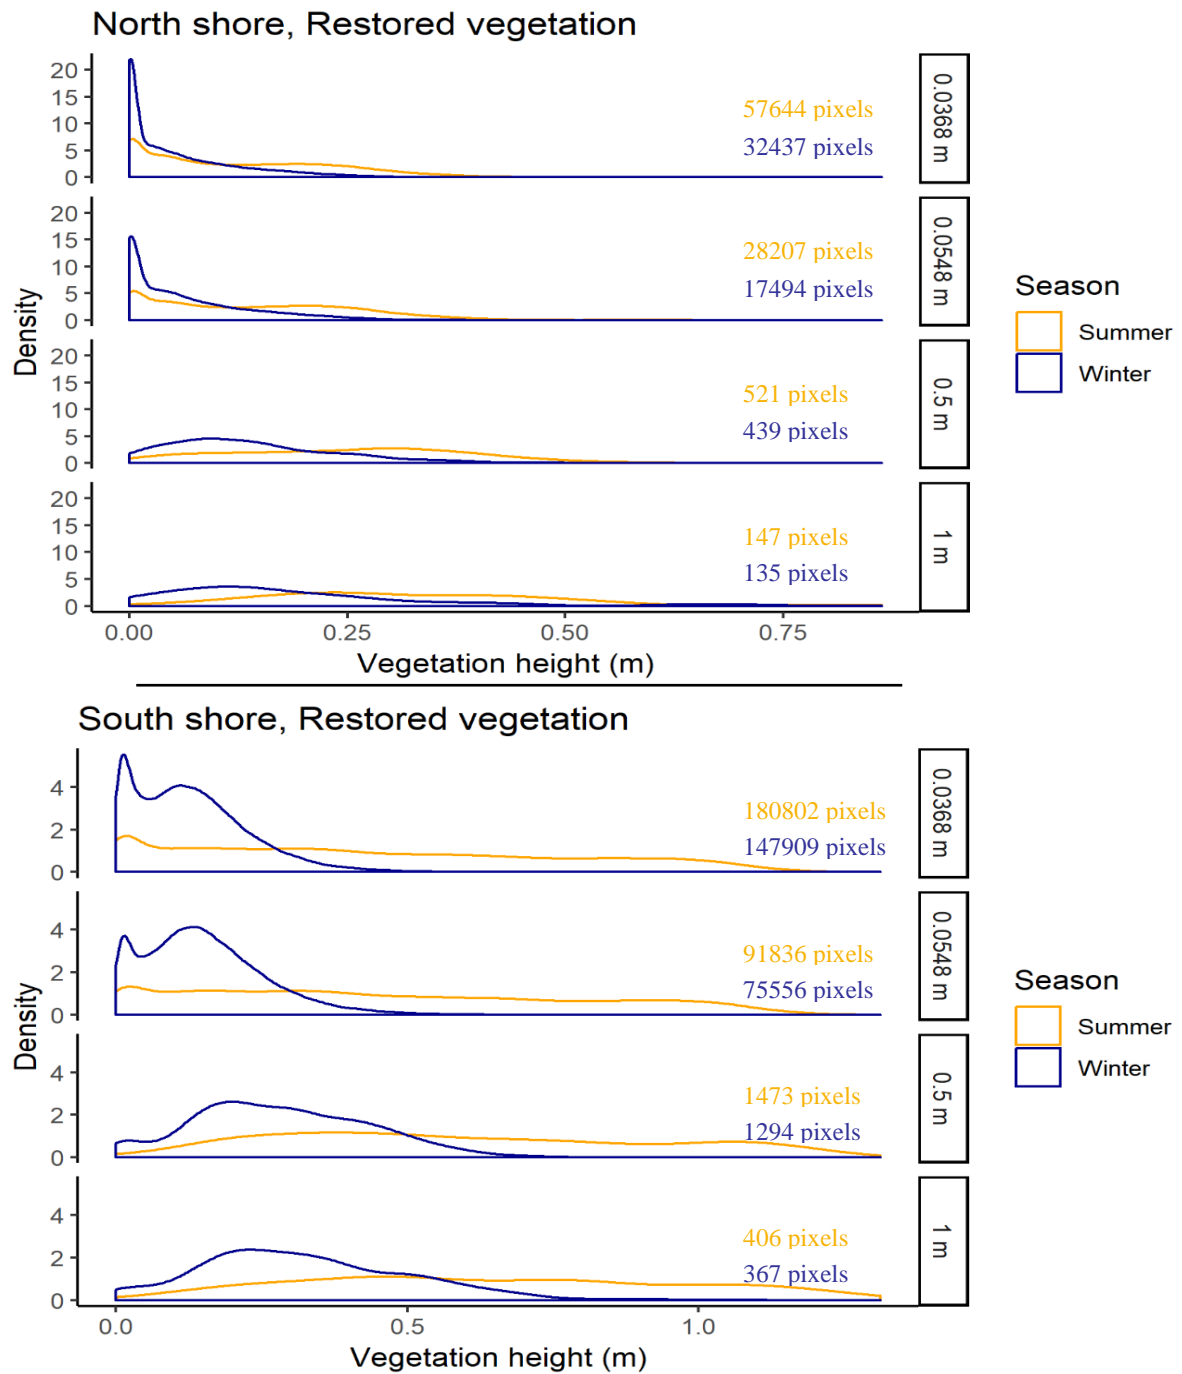 North shore, Restored vegetation
20
15
10
5
0
57644 pixels
32437 pixels
0.0368 m
20
15
10
5
0
28207 pixels
17494 pixels
0.0548 m
20
15
10
5
0
521 pixels
439 pixels
0.5 m
20
15
10
5
0
147 pixels
135 pixels
1 m
Density
0.00 0.25 0.50 0.75
Vegetation height (m)
Season
Summer
Winter
South shore, Restored vegetation
4
2
0
180802 pixels
147909 pixels
0.0368 m
4
2
0
91836 pixels
75556 pixels
0.0548 m
4
2
0
1473 pixels
1294 pixels
0.5 m
4
2
0
406 pixels
367 pixels
1 m
Density
0.0 0.5 1.0
Vegetation height (m)
Season
Summer
Winter